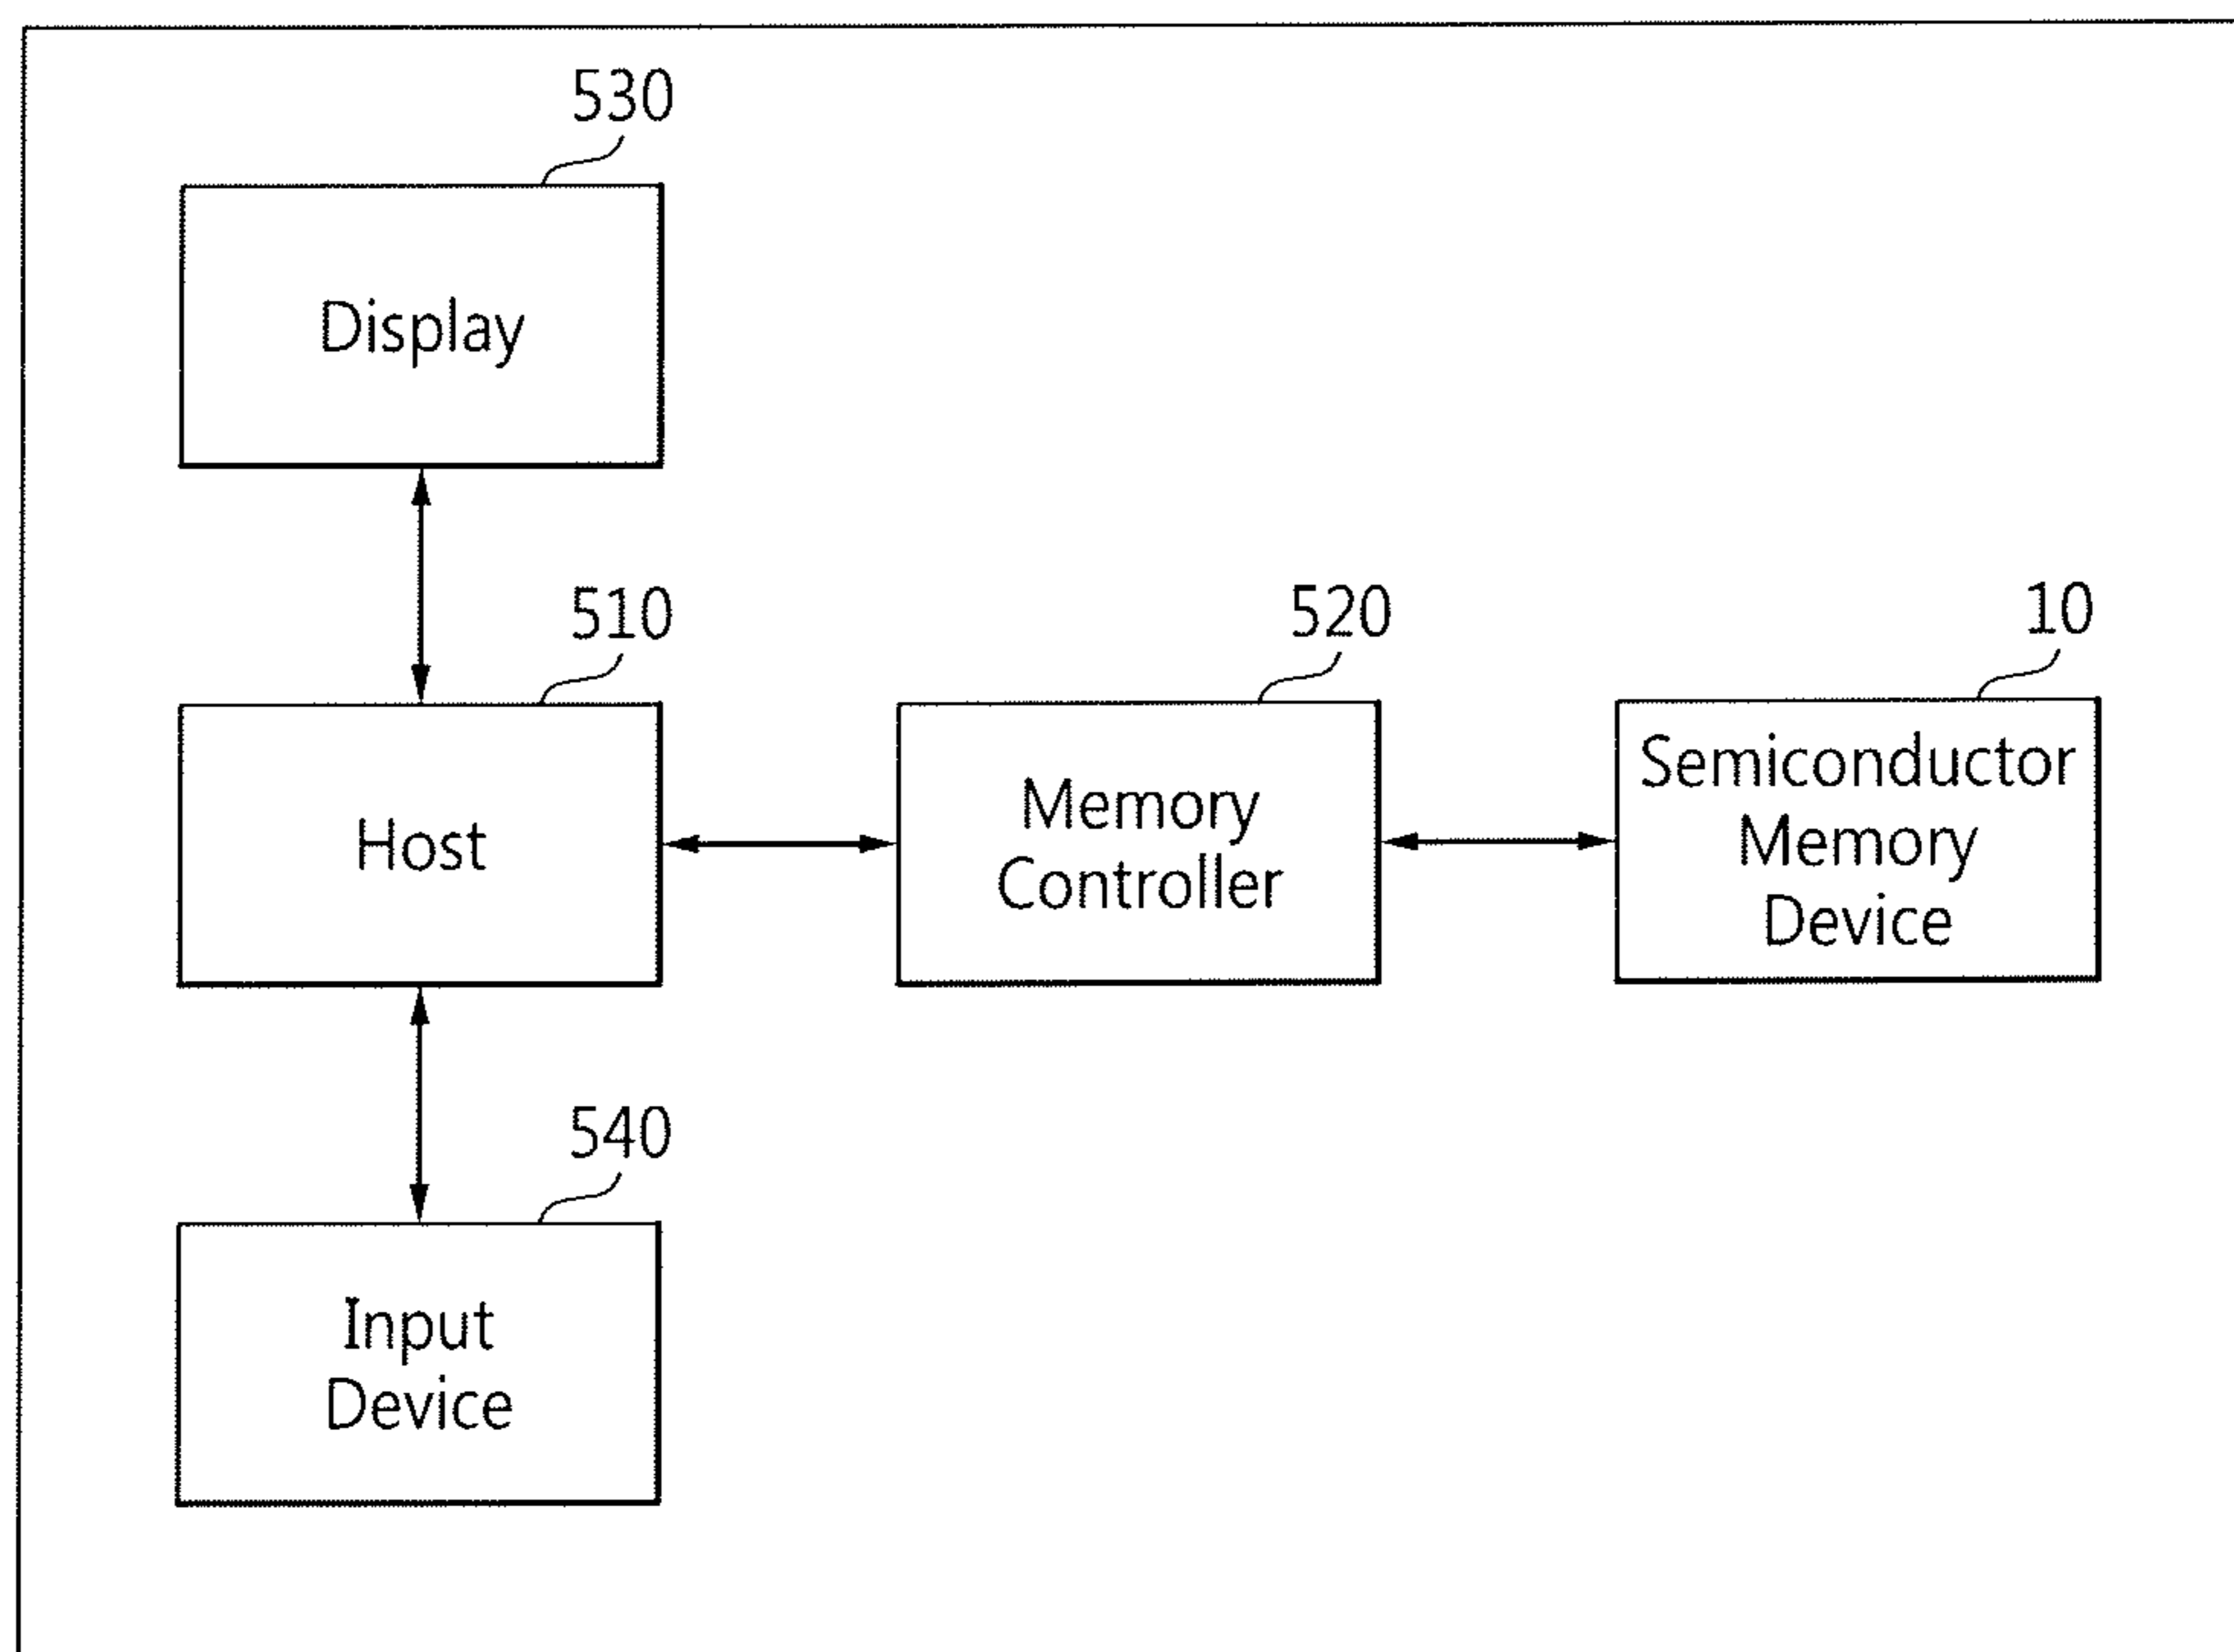 530
Display
510
Host
520
Memory
Controller
10
Semiconductor
Memory
Device
540
Input
Device